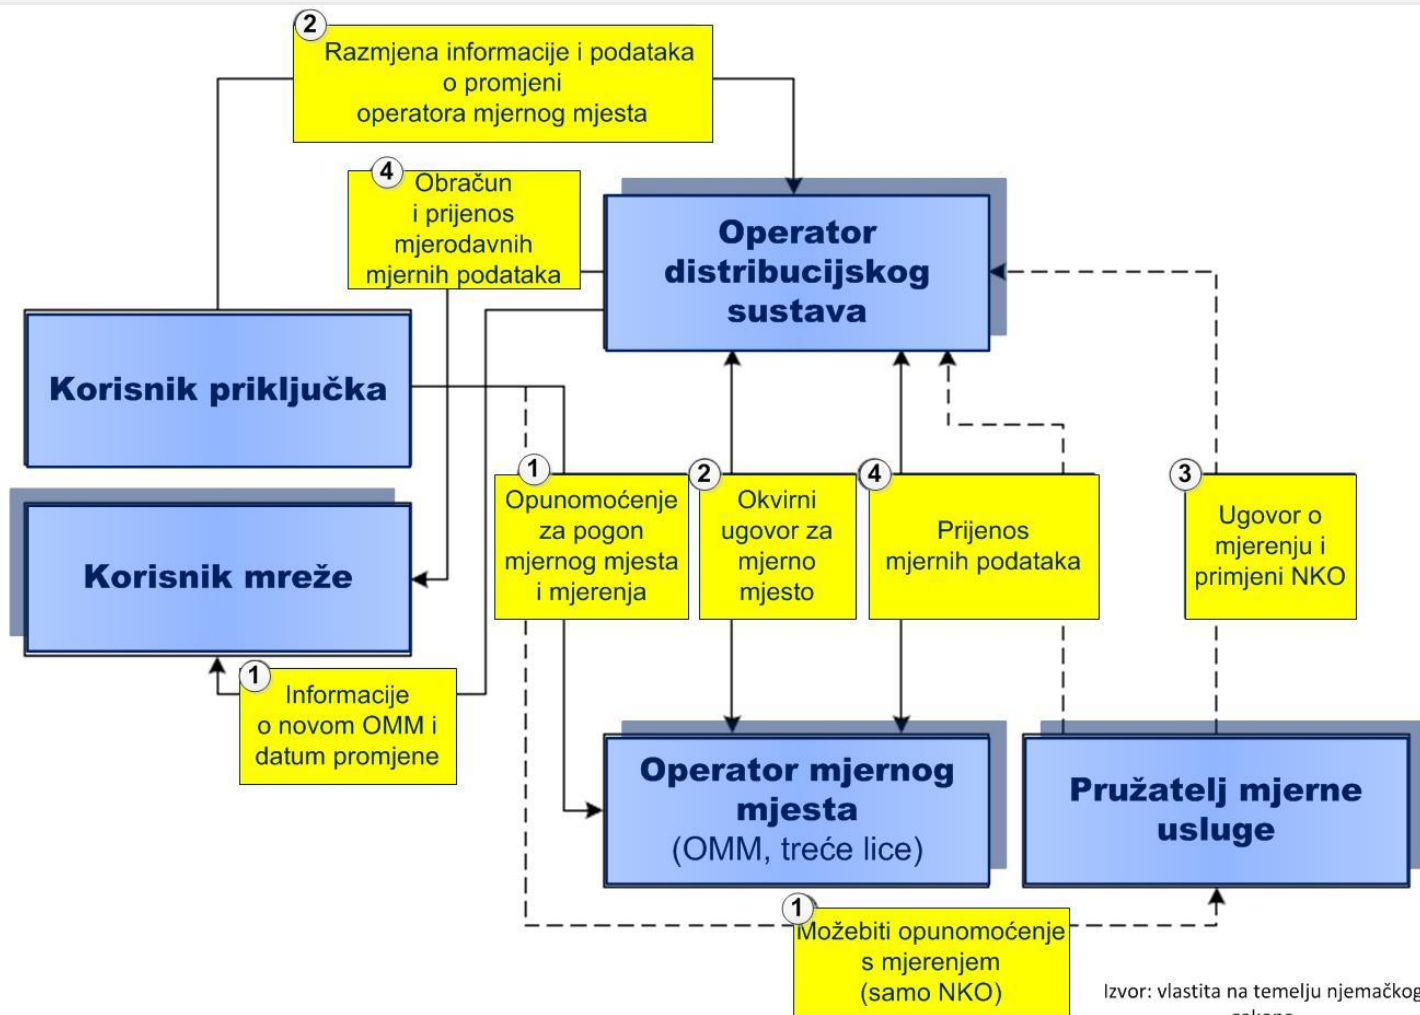 2
Razmjena informacije i podataka
o promjeni
operatora mjernog mjesta
4
Obračun
i prijenos
mjerodavnih
mjernih podataka
Operator
distribucijskog
sustava
Korisnik priključka
Korisnik mreže
1
Opunomoćenje
za pogon
mjernog mjesta
i mjerenja
2
Okvirni
ugovor za
mjerno
mjesto
4
Prijenos
mjernih podataka
3
Ugovor o
mjerenju i
primjeni NKO
1
Informacije
o novom OMM i
datum promjene
Operator mjernog
mjesta
(OMM, treće lice)
Pružatelj mjerne
usluge
1
Možebiti opunomoćenje
s mjerenjem
(samo NKO)
Izvor: vlastita na temelju njemačkog